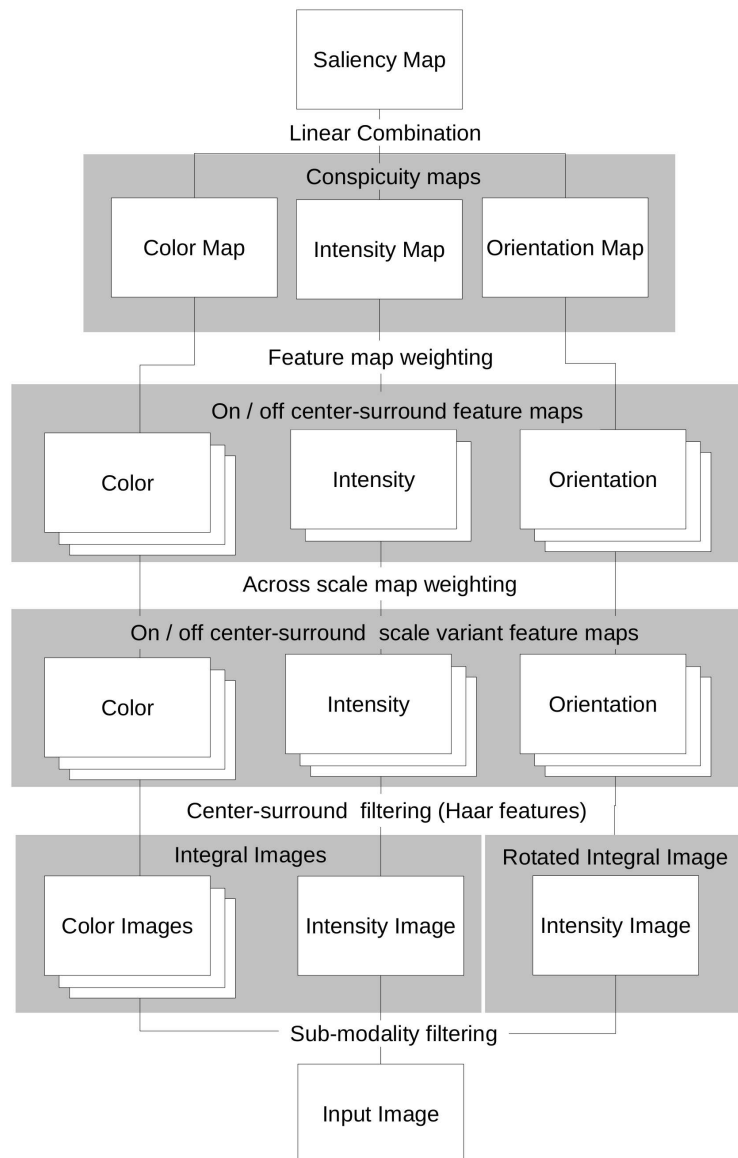 Saliency Map
Linear Combination
Conspicuity maps
Color Map
Intensity Map
Orientation Map
Feature map weighting
On / off center-surround feature maps
Color
Intensity
Orientation
Across scale map weighting
On / off center-surround  scale variant feature maps
Color
Intensity
Orientation
Center-surround  filtering (Haar features)
Integral Images
Rotated Integral Image
Color Images
Intensity Image
Intensity Image
Sub-modality filtering
Input Image